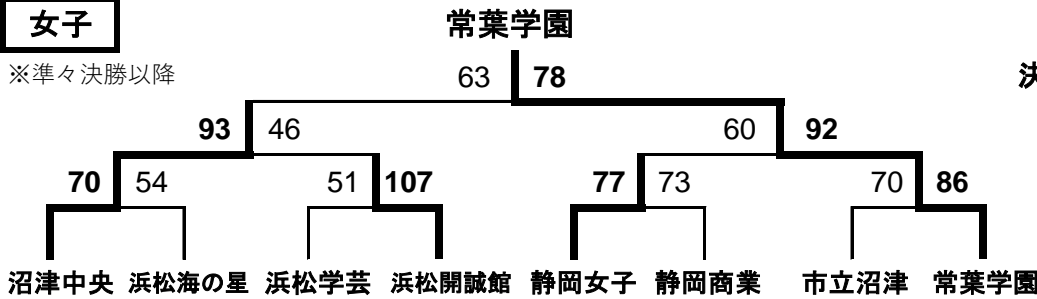 女子
常葉学園
※準々決勝以降
63 78
決
93 46 60 92
70 54 51 107 77 73 70 86
沼津中央 浜松海の星 浜松学芸 浜松開誠館 静岡女子 静岡商業 市立沼津 常葉学園